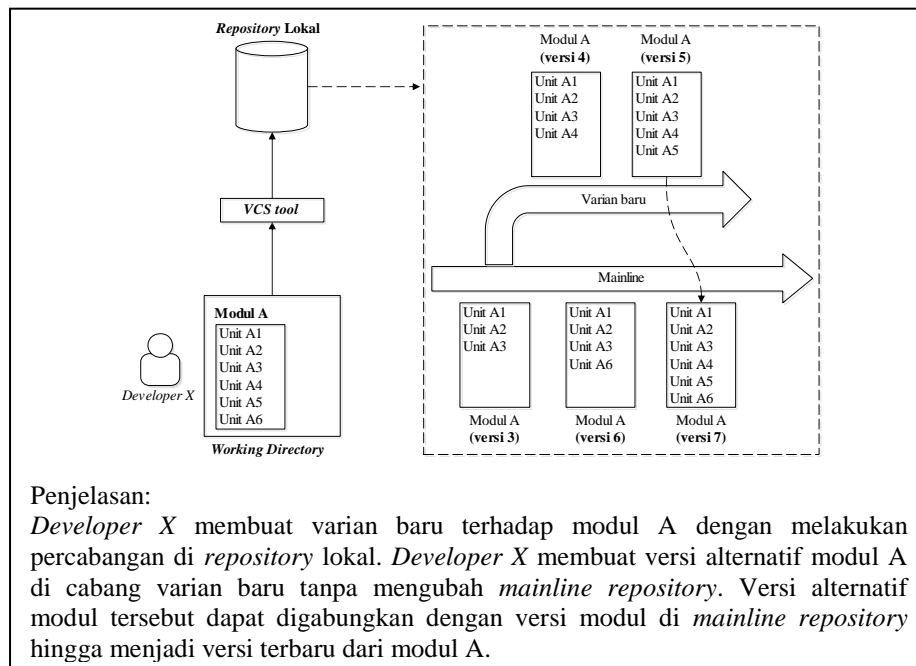 Repository Lokal
VCS tool
Modul A
Unit A1
Unit A2
Unit A3
Unit A4
Unit A5
Unit A6
Developer X
Working Directory
Modul A
(versi 4)
Unit A1
Unit A2
Unit A3
Unit A4
Modul A
(versi 5)
Unit A1
Unit A2
Unit A3
Unit A4
Unit A5
Varian baru
Mainline
Unit A1
Unit A2
Unit A3
Modul A
(versi 3)
Unit A1
Unit A2
Unit A3
Unit A6
Modul A
(versi 6)
Unit A1
Unit A2
Unit A3
Unit A4
Unit A5
Unit A6
Modul A
(versi 7)
Penjelasan:
Developer X membuat varian baru terhadap modul A dengan melakukan
percabangan di repository lokal. Developer X membuat versi alternatif modul A
di cabang varian baru tanpa mengubah mainline repository. Versi alternatif
modul tersebut dapat digabungkan dengan versi modul di mainline repository
hingga menjadi versi terbaru dari modul A.